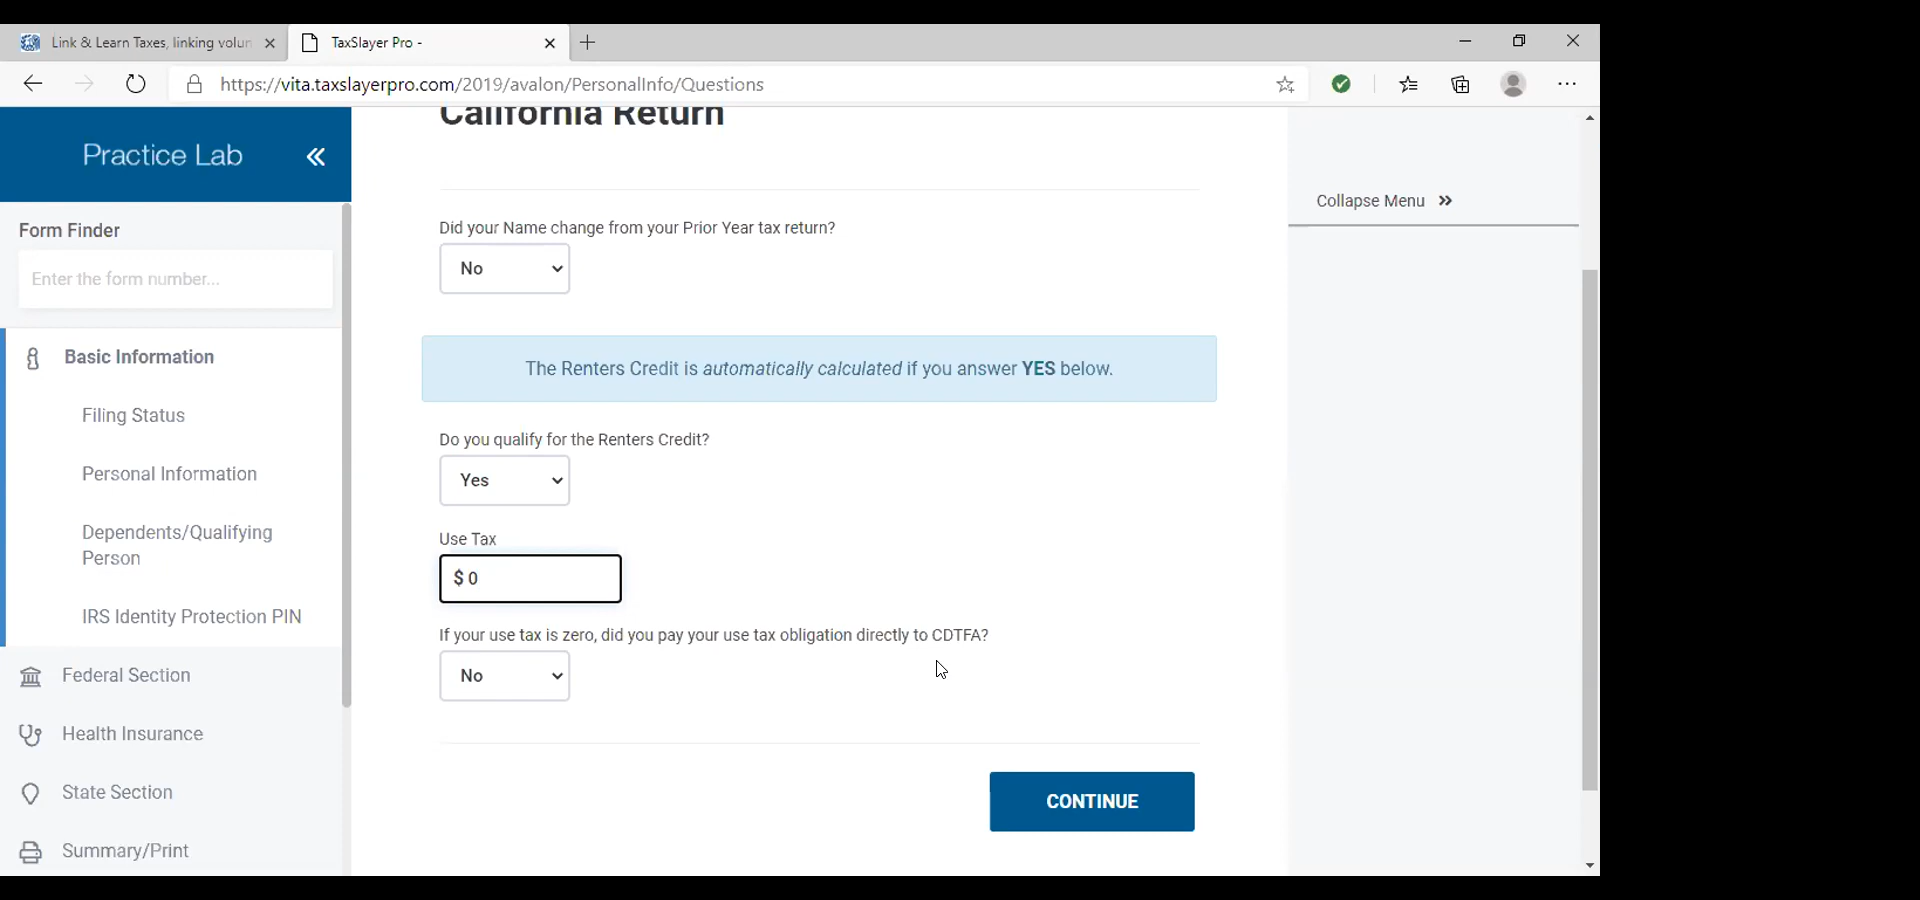 Link & Learn Taxes, linking volun
TaxSlayer Pro -
https://vita.taxslayerpro.com/2019/avalon/PersonalInfo/Questions
Practice Lab
Form Finder
Enter the form number...
Basic Information
Filing Status
Personal Information
Dependents/Qualifying
Person
IRS Identity Protection PIN
Federal Section
Health Insurance
State Section
Summary/Print
California Return
Did your Name change from your Prior Year tax return?
No
The Renters Credit is automatically calculated if you answer YES below.
Do you qualify for the Renters Credit?
Yes
Use Tax
$ 0
If your use tax is zero, did you pay your use tax obligation directly to CDTFA?
No
CONTINUE
Collapse Menu